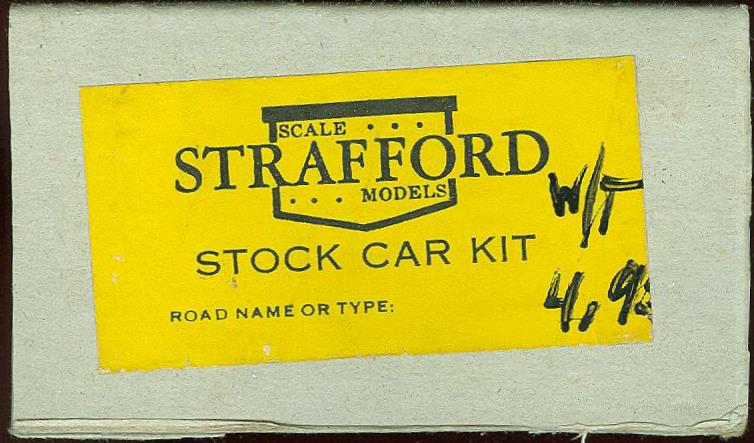 SCALE
STRAFFORD
MODELS
W/T
STOCK CAR KIT
4,9
ROAD NAME OR TYPE: